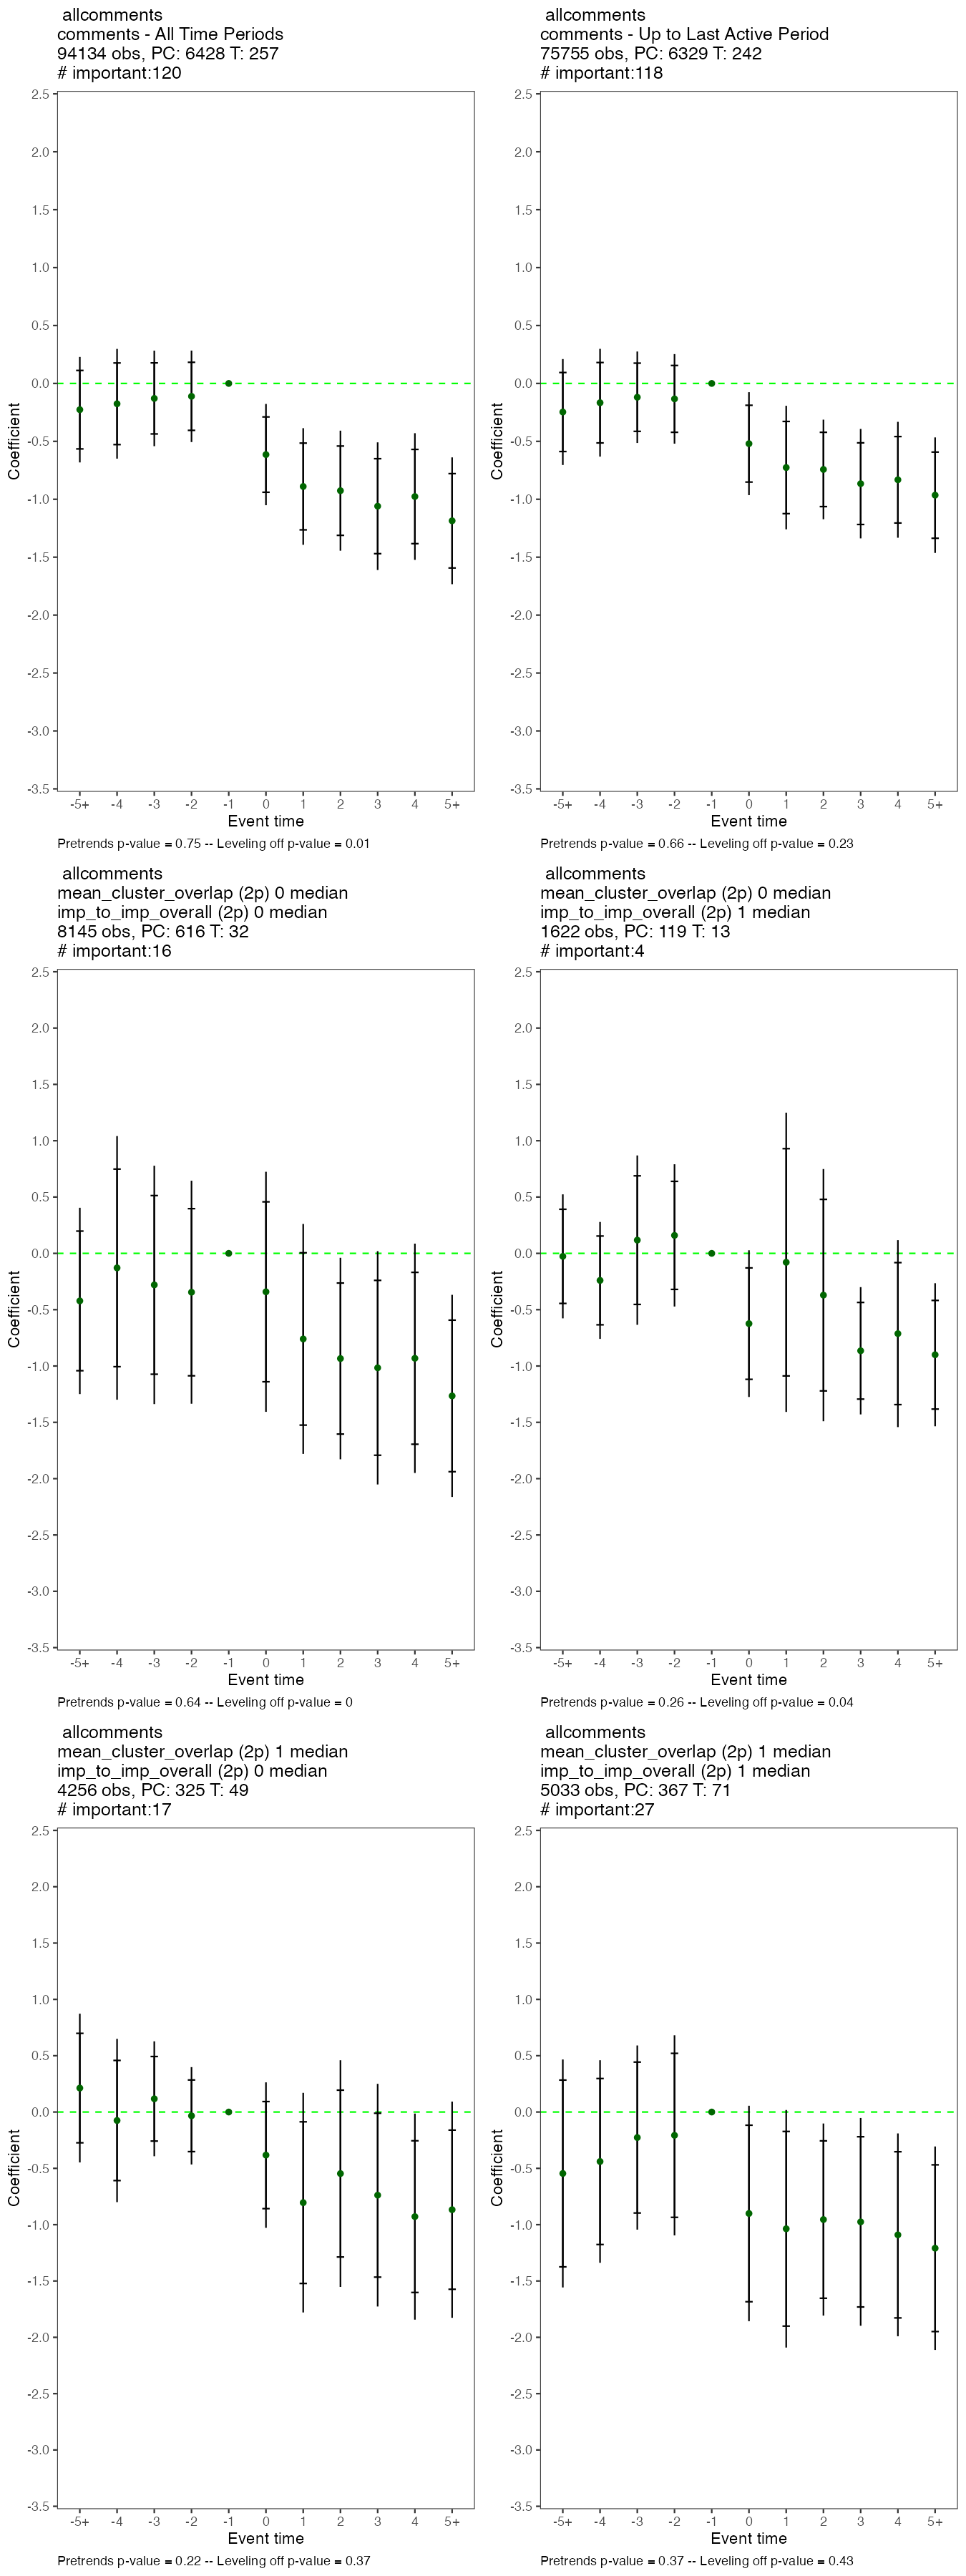 allcomments
comments - All Time Periods
94134 obs, PC: 6428 T: 257
# important:120
2.5
2.0
1.5
1.0
0.5
0.0
-0.5
-1.0
-1.5
-2.0
-2.5
-3.0
-3.5
Coefficient
-5+ -4 -3 -2 -1 0 1 2 3 4 5+
Event time
Pretrends p-value = 0.75 -- Leveling off p-value = 0.01
allcomments
comments - Up to Last Active Period
75755 obs, PC: 6329 T: 242
# important:118
2.5
2.0
1.5
1.0
0.5
0.0
-0.5
-1.0
-1.5
-2.0
-2.5
-3.0
-3.5
Coefficient
-5+ -4 -3 -2 -1 0 1 2 3 4 5+
Event time
Pretrends p-value = 0.66 -- Leveling off p-value = 0.23
allcomments
mean_cluster_overlap (2p) 0 median
imp_to_imp_overall (2p) 0 median
8145 obs, PC: 616 T: 32
# important:16
2.5
2.0
1.5
1.0
0.5
0.0
-0.5
-1.0
-1.5
-2.0
-2.5
-3.0
-3.5
Coefficient
-5+ -4 -3 -2 -1 0 1 2 3 4 5+
Event time
Pretrends p-value = 0.64 -- Leveling off p-value = 0
allcomments
mean_cluster_overlap (2p) 0 median
imp_to_imp_overall (2p) 1 median
1622 obs, PC: 119 T: 13
# important:4
2.5
2.0
1.5
1.0
0.5
0.0
-0.5
-1.0
-1.5
-2.0
-2.5
-3.0
-3.5
Coefficient
-5+ -4 -3 -2 -1 0 1 2 3 4 5+
Event time
Pretrends p-value = 0.26 -- Leveling off p-value = 0.04
allcomments
mean_cluster_overlap (2p) 1 median
imp_to_imp_overall (2p) 0 median
4256 obs, PC: 325 T: 49
# important:17
2.5
2.0
1.5
1.0
0.5
0.0
-0.5
-1.0
-1.5
-2.0
-2.5
-3.0
-3.5
Coefficient
-5+ -4 -3 -2 -1 0 1 2 3 4 5+
Event time
Pretrends p-value = 0.22 -- Leveling off p-value = 0.37
allcomments
mean_cluster_overlap (2p) 1 median
imp_to_imp_overall (2p) 1 median
5033 obs, PC: 367 T: 71
# important:27
2.5
2.0
1.5
1.0
0.5
0.0
-0.5
-1.0
-1.5
-2.0
-2.5
-3.0
-3.5
Coefficient
-5+ -4 -3 -2 -1 0 1 2 3 4 5+
Event time
Pretrends p-value = 0.37 -- Leveling off p-value = 0.43